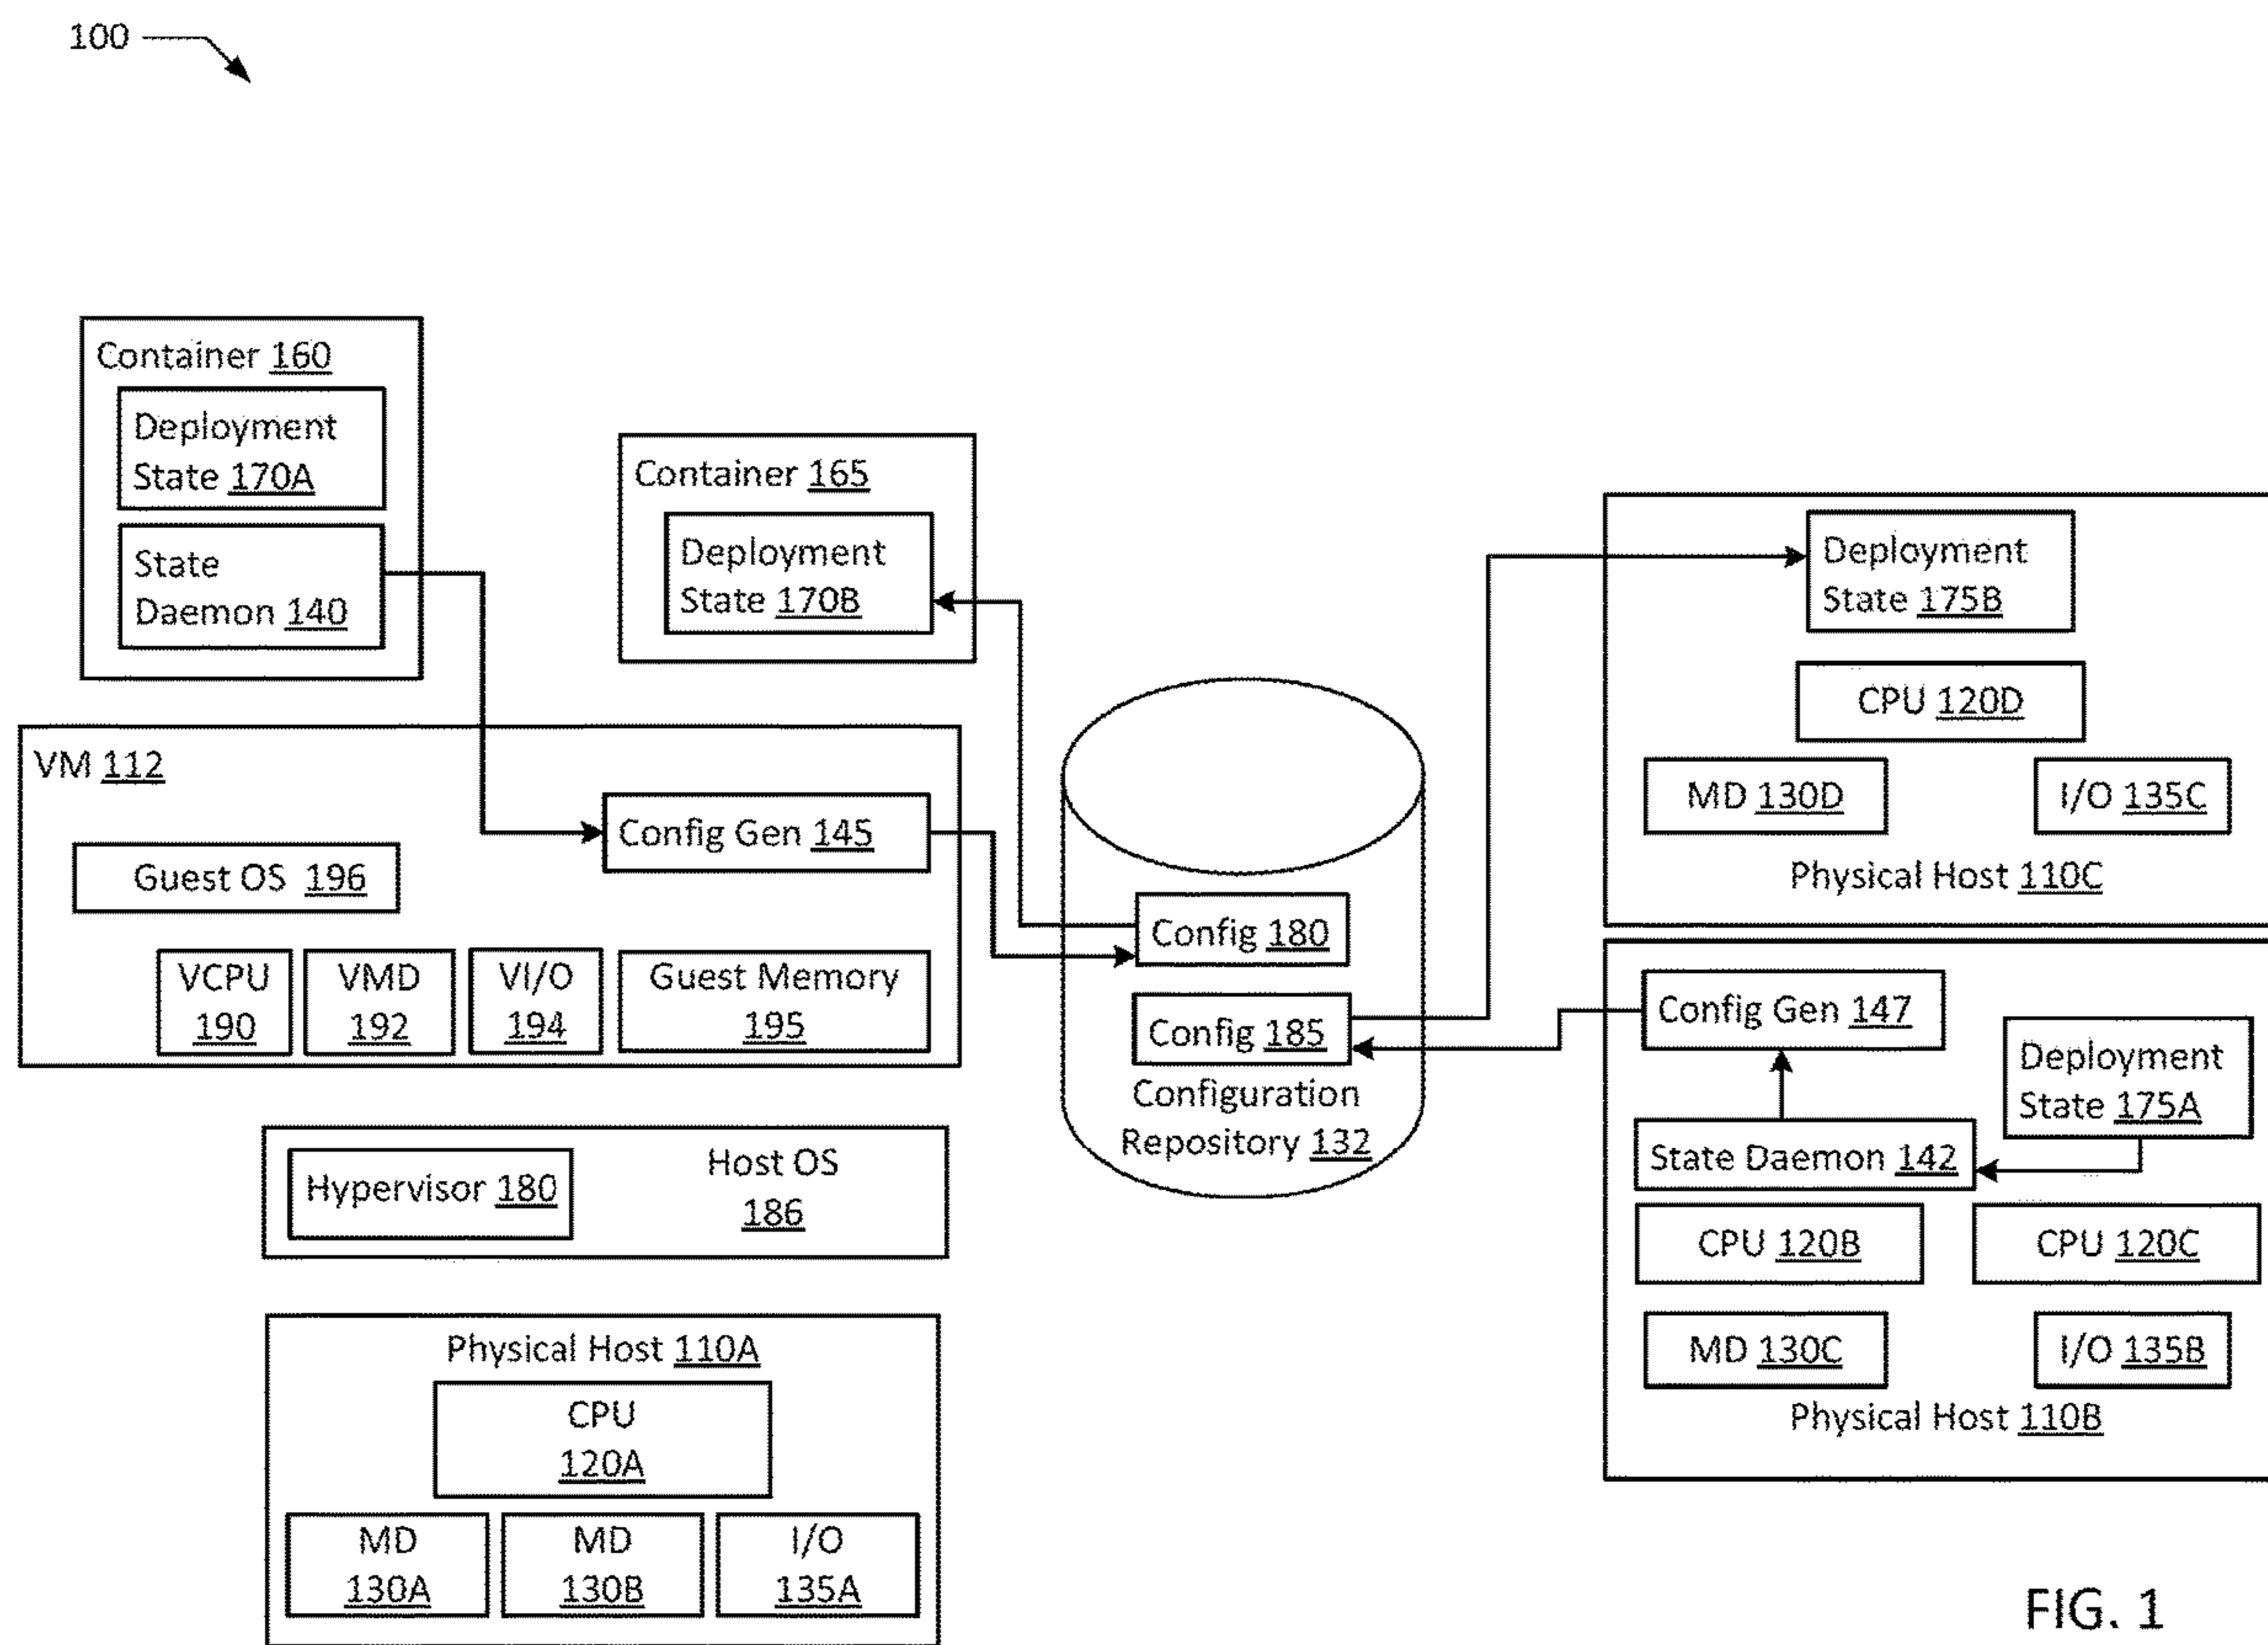 100
Container 160
Deployment
State 170A
State
Daemon 140
Container 165
Deployment
State 170B
VM 112
Config Gen 145
Guest OS 196
VCPU
190
VMD
192
VI/O
194
Guest Memory
195
Hypervisor 180
Host OS
186
Physical Host 110A
CPU
120A
MD
130A
MD
130B
I/O
135A
Config 180
Config 185
Configuration
Repository 132
Deployment
State 175B
CPU 120D
MD 130D
I/O 135C
Physical Host 110C
Config Gen 147
Deployment
State 175A
State Daemon 142
CPU 120B
CPU 120C
MD 130C
I/O 135B
Physical Host 110B
FIG. 1